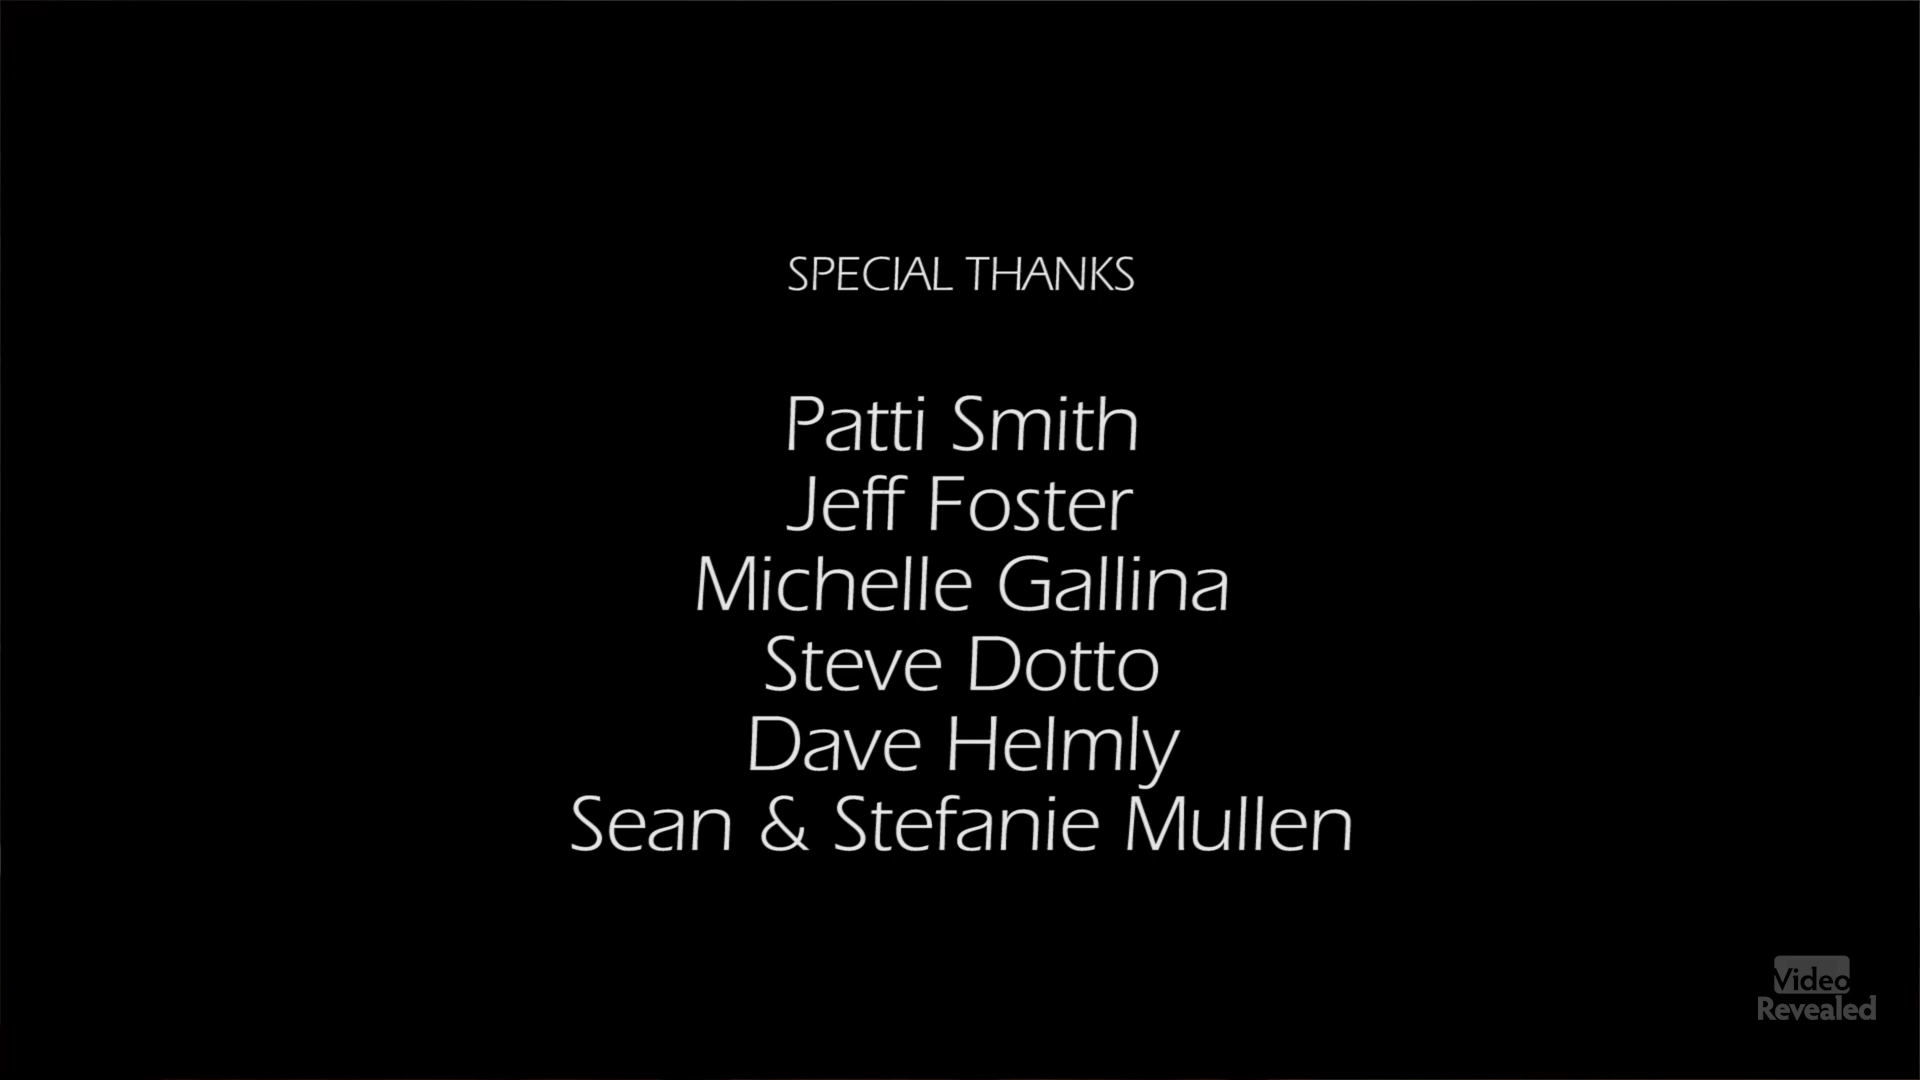 SPECIAL THANKS
Patti Smith
Jeff Foster
Michelle Gallina
Steve Dotto
Dave Helmly
Sean & Stefanie Mullen
Video
Revealed